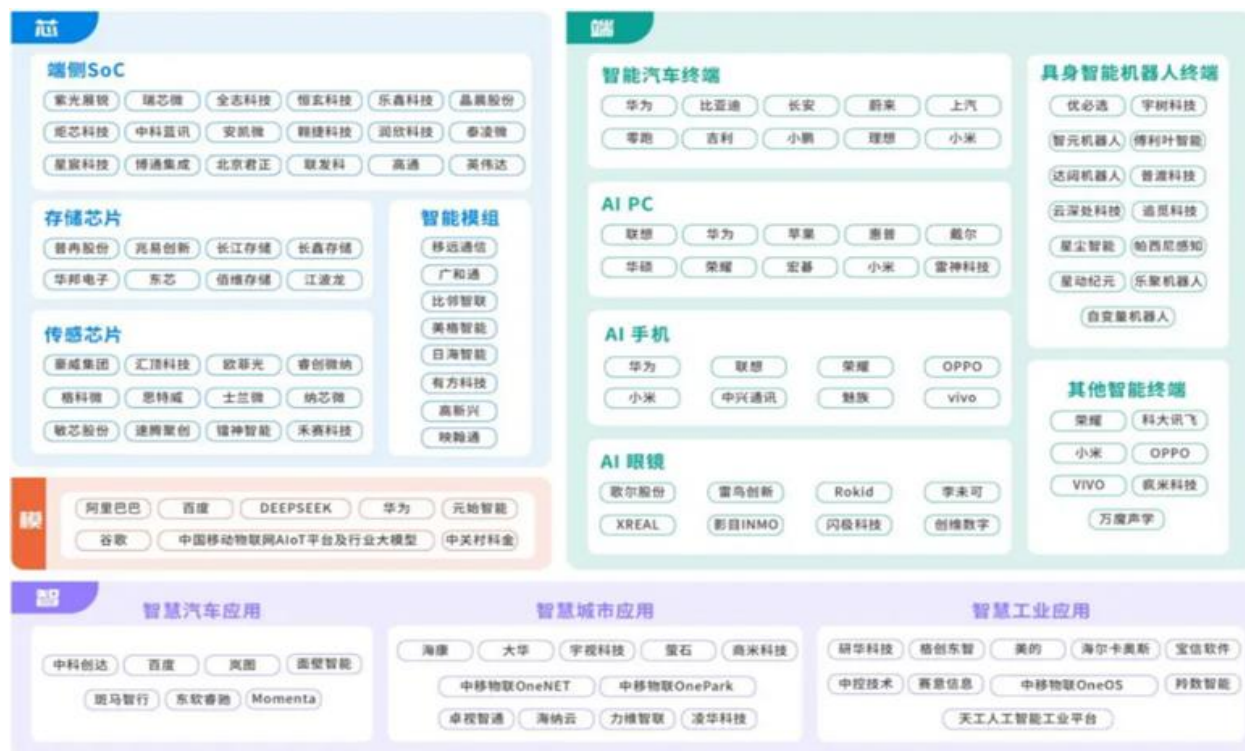 芯
端侧SoC
紫光展锐 瑞芯微 全志科技 恒玄科技 乐鑫科技 晶晨股份
炬芯科技 中科蓝讯 安凯微 翱捷科技 润欣科技 泰凌微
星宸科技 博通集成 北京君正 联发科 高通 英伟达
存储芯片
普冉股份 兆易创新 长江存储 长鑫存储
华邦电子 东芯 佰维存储 江波龙
传感芯片
豪威集团 汇顶科技 欧菲光 睿创微纳
格科微 思特威 士兰微 纳芯微
敏芯股份 速腾聚创 镭神智能 禾赛科技
智能模组
移远通信
广和通
比邻智联
美格智能
日海智能
有方科技
高新兴
映翰通
模
阿里巴巴 百度 DEEPSEEK 华为 元始智能
谷歌 中国移动物联网AIoT平台及行业大模型 中关村科金
端
智能汽车终端
华为 比亚迪 长安 蔚来 上汽
零跑 吉利 小鹏 理想 小米
AI PC
联想 华为 苹果 惠普 戴尔
华硕 荣耀 宏碁 小米 雷神科技
AI 手机
华为 联想 荣耀 OPPO
小米 中兴通讯 魅族 vivo
AI 眼镜
歌尔股份 雷鸟创新 Rokid 李未可
XREAL 影目INMO 闪极科技 创维数字
具身智能机器人终端
优必选 宇树科技
智元机器人 傅利叶智能
达闼机器人 普渡科技
云深处科技 追觅科技
星尘智能 帕西尼感知
星动纪元 乐聚机器人
自变量机器人
其他智能终端
荣耀 科大讯飞
小米 OPPO
VIVO 疯米科技
万魔声学
智
智慧汽车应用
中科创达 百度 岚图 面壁智能
斑马智行 东软睿驰 Momenta
智慧城市应用
海康 大华 宇视科技 萤石 商米科技
中移物联OneNET 中移物联OnePark
卓视智通 海纳云 力维智联 凌华科技
智慧工业应用
研华科技 格创东智 美的 海尔卡奥斯 宝信软件
中控技术 赛意信息 中移物联OneOS 羚数智能
天工人工智能工业平台